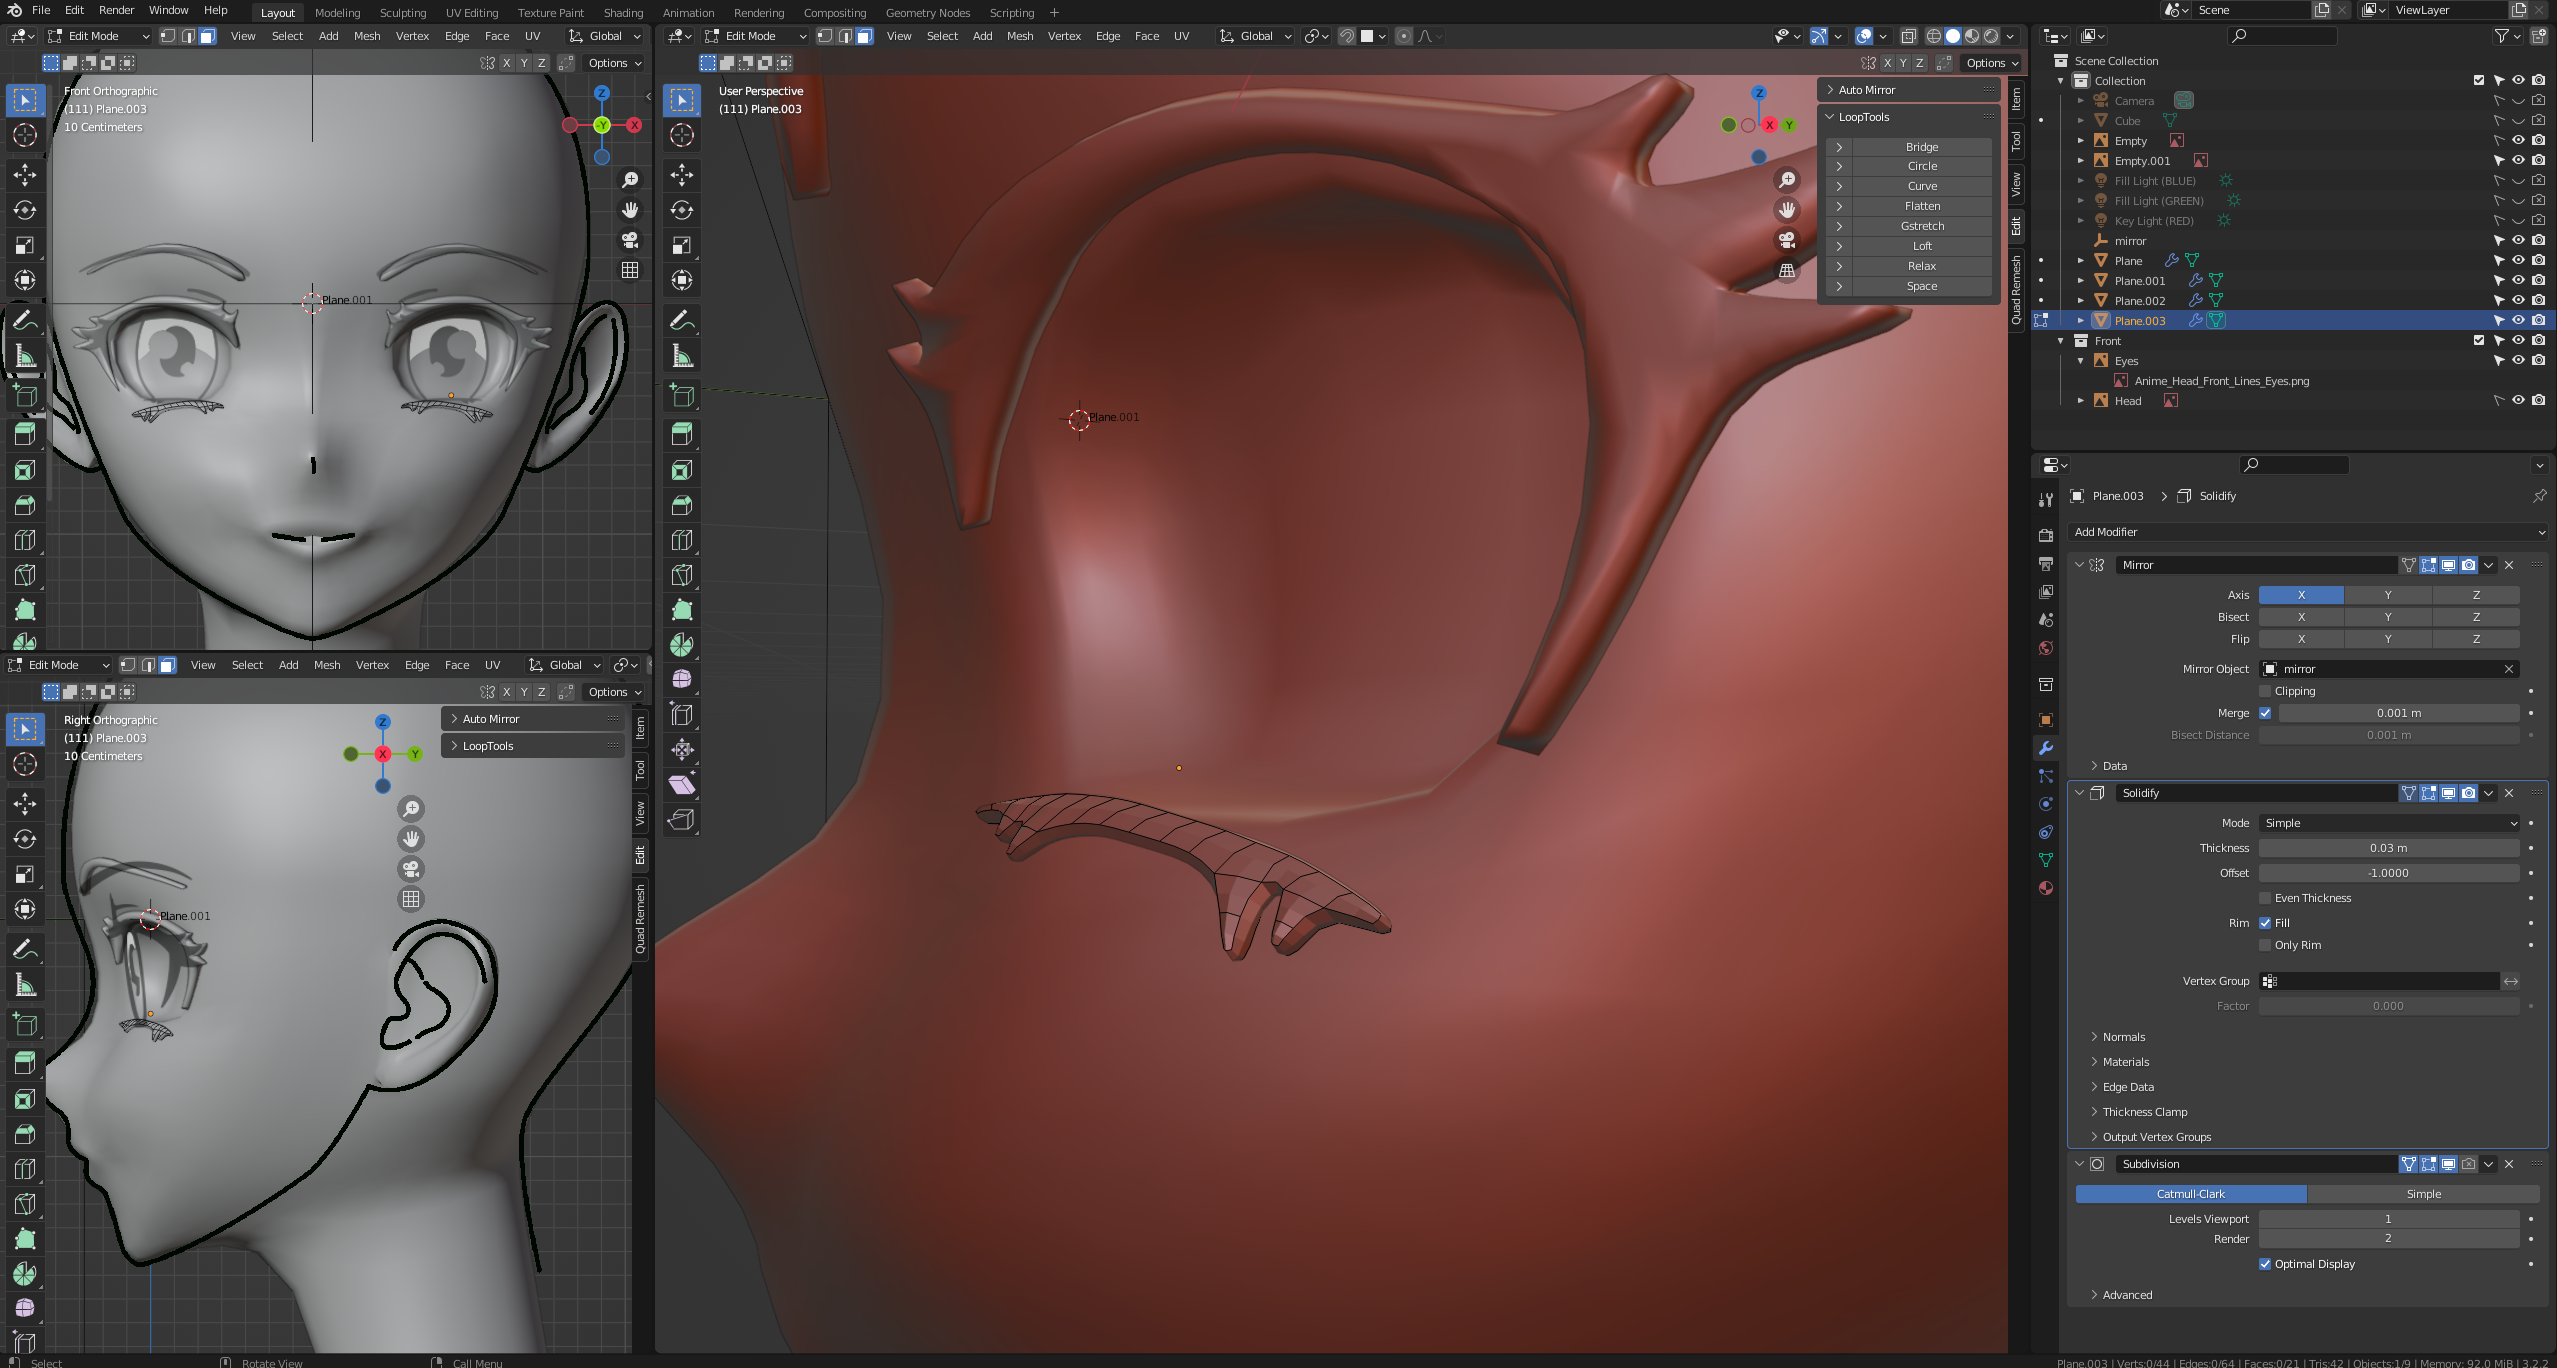 File Edit Render Window Help Layout Modeling Sculpting UV Editing Texture Paint Shading Animation Rendering Compositing Geometry Nodes Scripting + Scene ViewLayer
Edit Mode View Select Add Mesh Vertex Edge Face UV Global
X Y Z Options
Front Orthographic
(111) Plane.003
10 Centimeters
Z
-Y X
Plane.001
Edit Mode View Select Add Mesh Vertex Edge Face UV Global
X Y Z Options
Right Orthographic
(111) Plane.003
10 Centimeters
Z
X Y
Auto Mirror
LoopTools
Item
Tool
View
Edit
Quad Remesh
Plane.001
Edit Mode View Select Add Mesh Vertex Edge Face UV Global
X Y Z Options
User Perspective
(111) Plane.003
Z
X Y
Plane.001
Auto Mirror
LoopTools
Bridge
Circle
Curve
Flatten
Gstretch
Loft
Relax
Space
Item
Tool
View
Edit
Quad Remesh
Scene Collection
Collection
Camera
Cube
Empty
Empty.001
Fill Light (BLUE)
Fill Light (GREEN)
Key Light (RED)
mirror
Plane
Plane.001
Plane.002
Plane.003
Front
Eyes
Anime_Head_Front_Lines_Eyes.png
Head
Plane.003 > Solidify
Add Modifier
Mirror
Axis X Y Z
Bisect X Y Z
Flip X Y Z
Mirror Object mirror
Clipping
Merge 0.001 m
Bisect Distance 0.001 m
Data
Solidify
Mode Simple
Thickness 0.03 m
Offset -1.0000
Even Thickness
Rim Fill
Only Rim
Vertex Group
Factor 0.000
Normals
Materials
Edge Data
Thickness Clamp
Output Vertex Groups
Subdivision
Catmull-Clark Simple
Levels Viewport 1
Render 2
Optimal Display
Advanced
Select Rotate View Call Menu
Plane.003 | Verts:0/44 | Edges:0/64 | Faces:0/21 | Tris:42 | Objects:1/9 | Memory: 92.0 MiB | 3.2.2